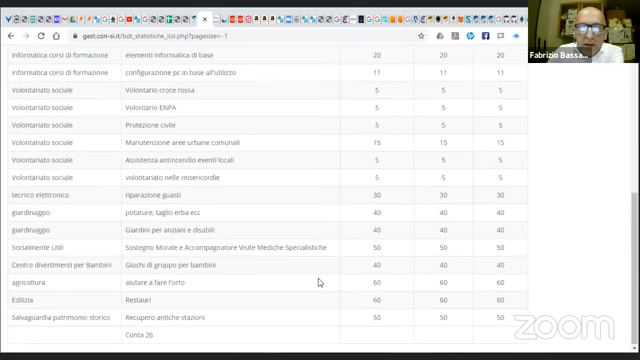 gest.con-si.it/bdt_statistiche_list.php?pagesize=-1
informatica corsi di formazione elementi informatica di base 20 20 20
informatica corsi di formazione configurazione pc in base all'utilizzo 11 11 11
Volontariato sociale Volontario croce rossa 5 5 5
Volontariato sociale Volontario ENPA 5 5 5
Volontariato sociale Protezione civile 5 5 5
Volontariato sociale Manutenzione aree urbane comunali 15 15 15
Volontariato sociale Assistenza antincendio eventi locali 5 5 5
Volontariato sociale volontariato nelle misericordie 5 5 5
tecnico elettronico riparazione guasti 30 30 30
giardinaggio potature, taglio erba ecc 40 40 40
giardinaggio Giardini per anziani e disabili 40 40 40
Socialmente Utili Sostegno Morale e Accompagnatore Visite Mediche Specialistiche 50 50 50
Centro divertimenti per Bambini Giochi di gruppo per bambini 40 40 40
agricoltura aiutare a fare l'orto 60 60 60
Edilizia Restauri 60 60 60
Salvaguardia patrimonio storico Recupero antiche stazioni 50 50 50
Conta 26
Fabrizio Bassa...
zoom